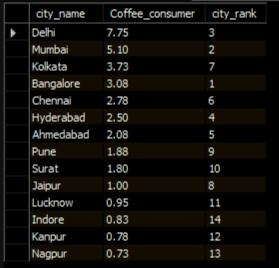 city_name Coffee_consumer city_rank
Delhi 7.75 3
Mumbai 5.10 2
Kolkata 3.73 7
Bangalore 3.08 1
Chennai 2.78 6
Hyderabad 2.50 4
Ahmedabad 2.08 5
Pune 1.88 9
Surat 1.80 10
Jaipur 1.00 8
Lucknow 0.95 11
Indore 0.83 14
Kanpur 0.78 12
Nagpur 0.73 13